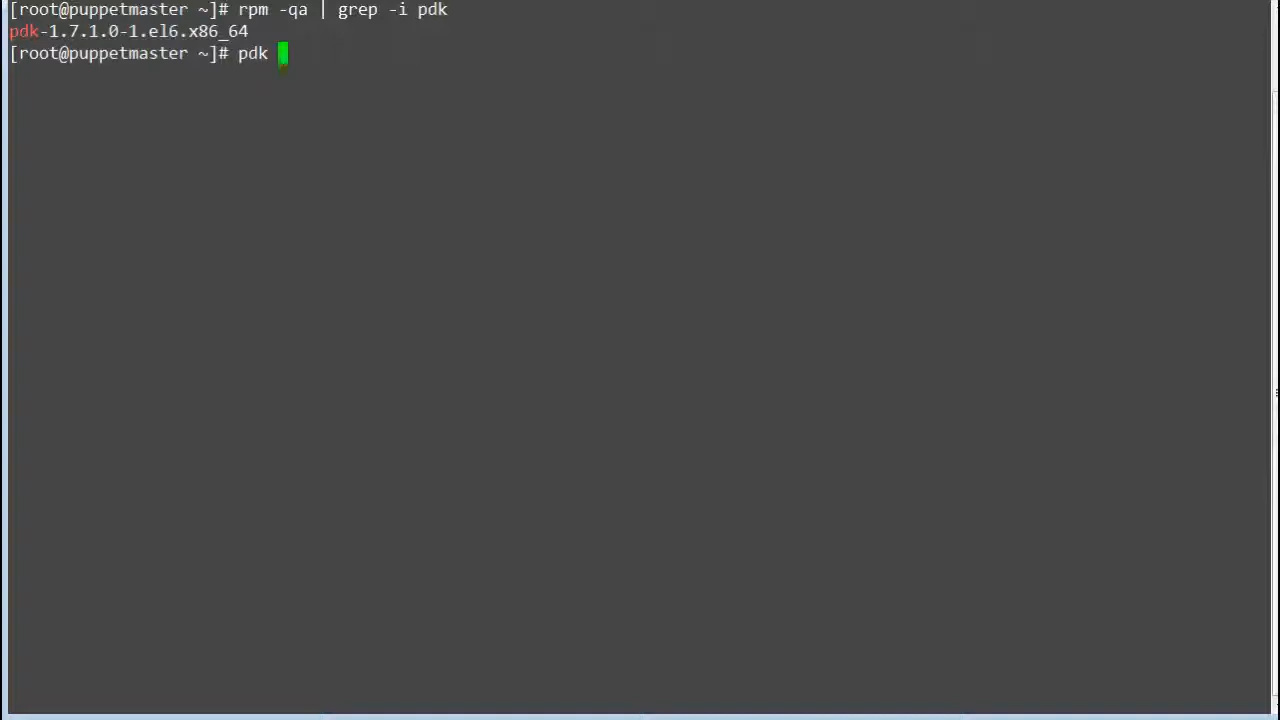 [root@puppetmaster ~]# rpm -qa | grep -i pdk
pdk-1.7.1.0-1.el6.x86_64
[root@puppetmaster ~]# pdk